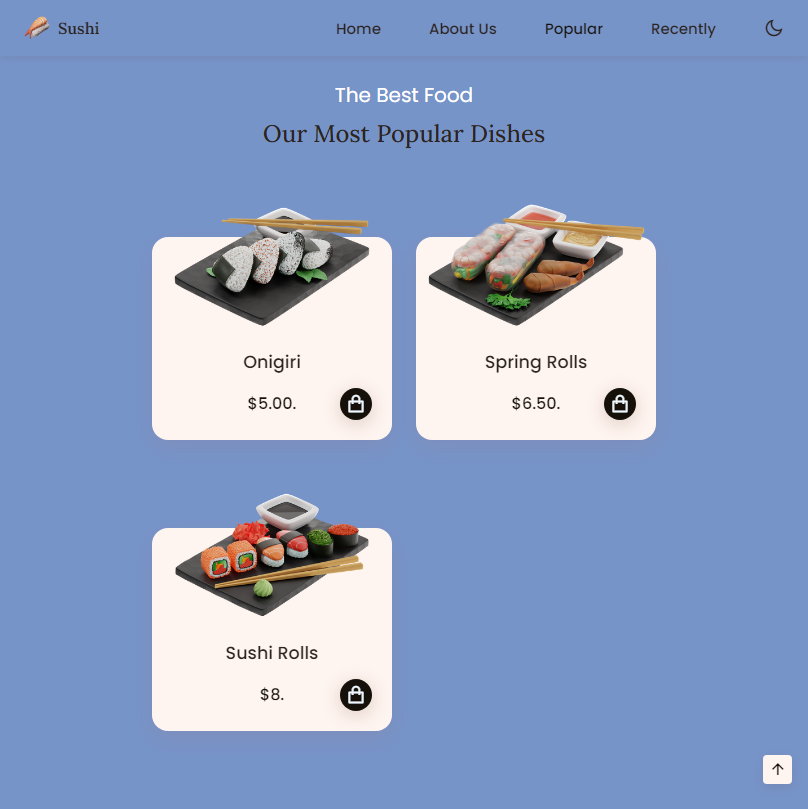 Sushi
Home About Us Popular Recently
The Best Food
Our Most Popular Dishes
Onigiri
$5.00.
Spring Rolls
$6.50.
Sushi Rolls
$8.